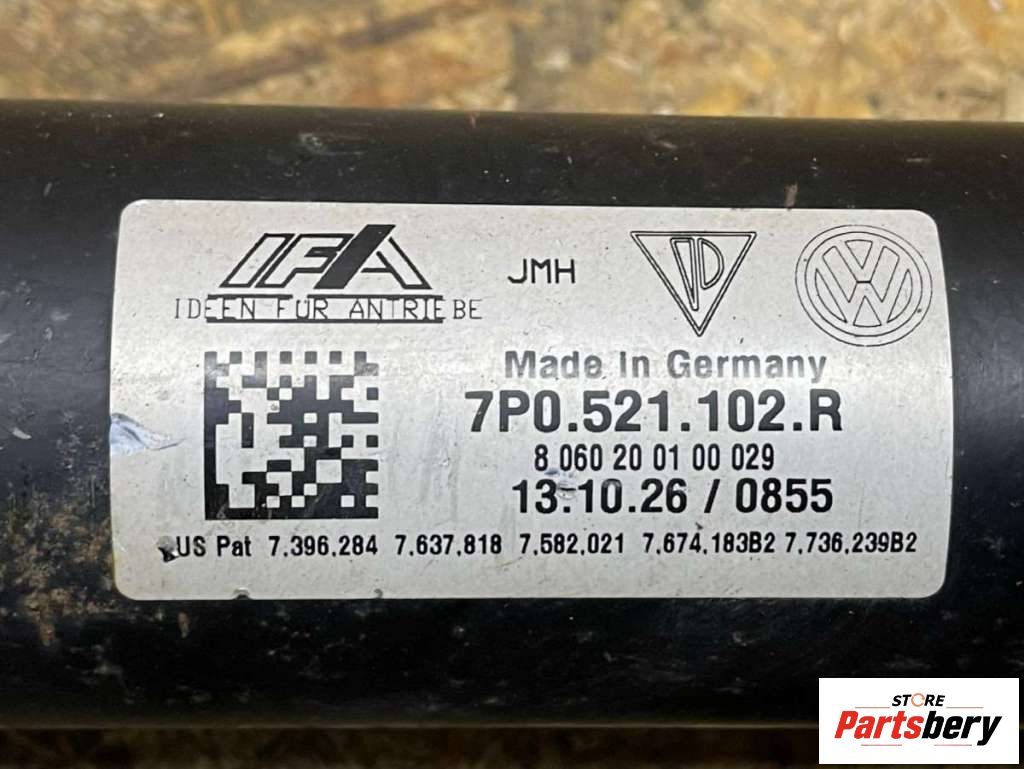 IFA
IDEEN FÜR ANTRIEBE
JMH
Made In Germany
7P0.521.102.R
8 060 20 01 00 029
13.10.26 / 0855
US Pat 7,396,284 7,637,818 7,582,021 7,674,183B2 7,736,239B2
STORE
Partsbery